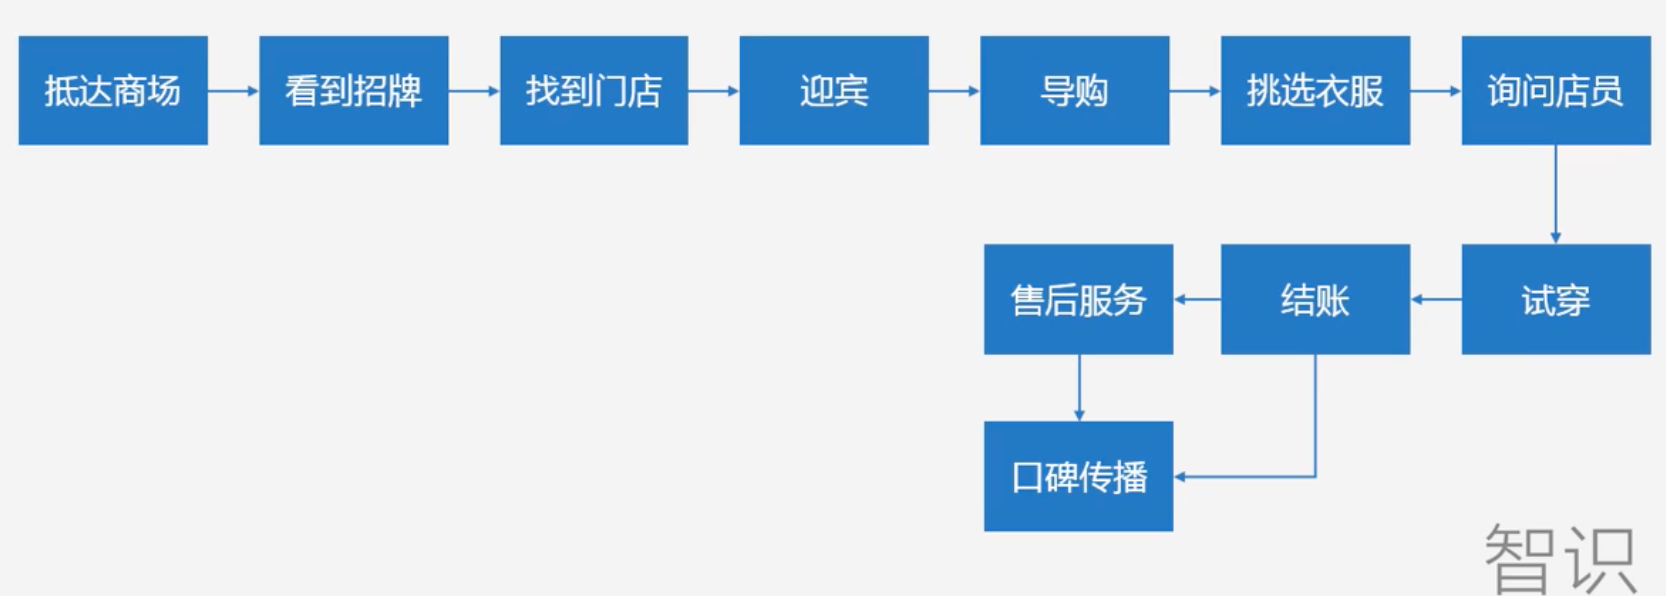 抵达商场
看到招牌
找到门店
迎宾
导购
挑选衣服
询问店员
售后服务
结账
试穿
口碑传播
智识